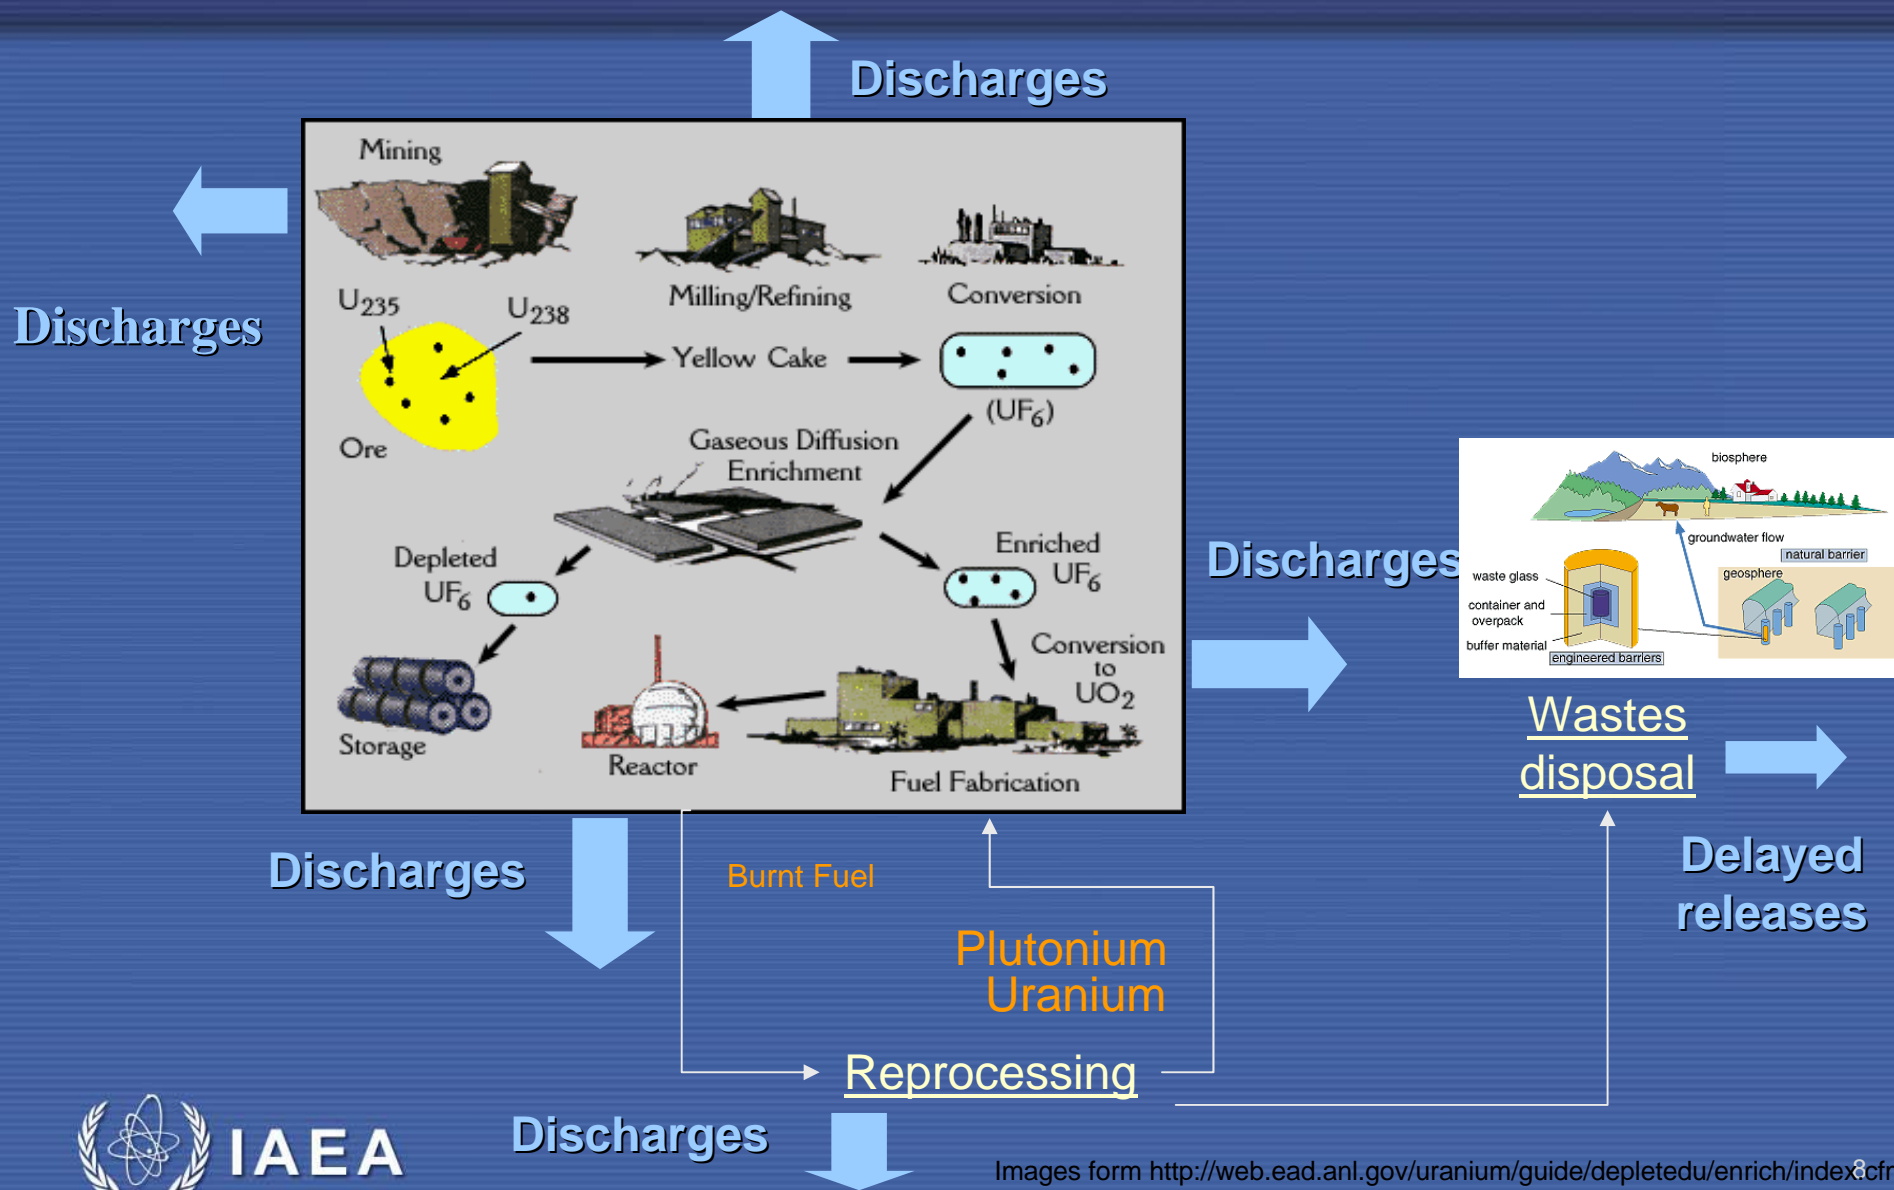 Discharges
Mining
U235
U238
Milling/Refining
Conversion
Discharges
Yellow Cake
(UF6)
Ore
Gaseous Diffusion
Enrichment
Depleted
UF6
Enriched
UF6
Conversion
to
UO2
Storage
Reactor
Fuel Fabrication
Discharges
biosphere
groundwater flow
natural barrier
geosphere
waste glass
container and
overpack
buffer material
engineered barriers
Wastes
disposal
Delayed
releases
Discharges
Burnt Fuel
Plutonium
Uranium
Reprocessing
Discharges
IAEA
Images form http://web.ead.anl.gov/uranium/guide/depletedu/enrich/index.cfm
8